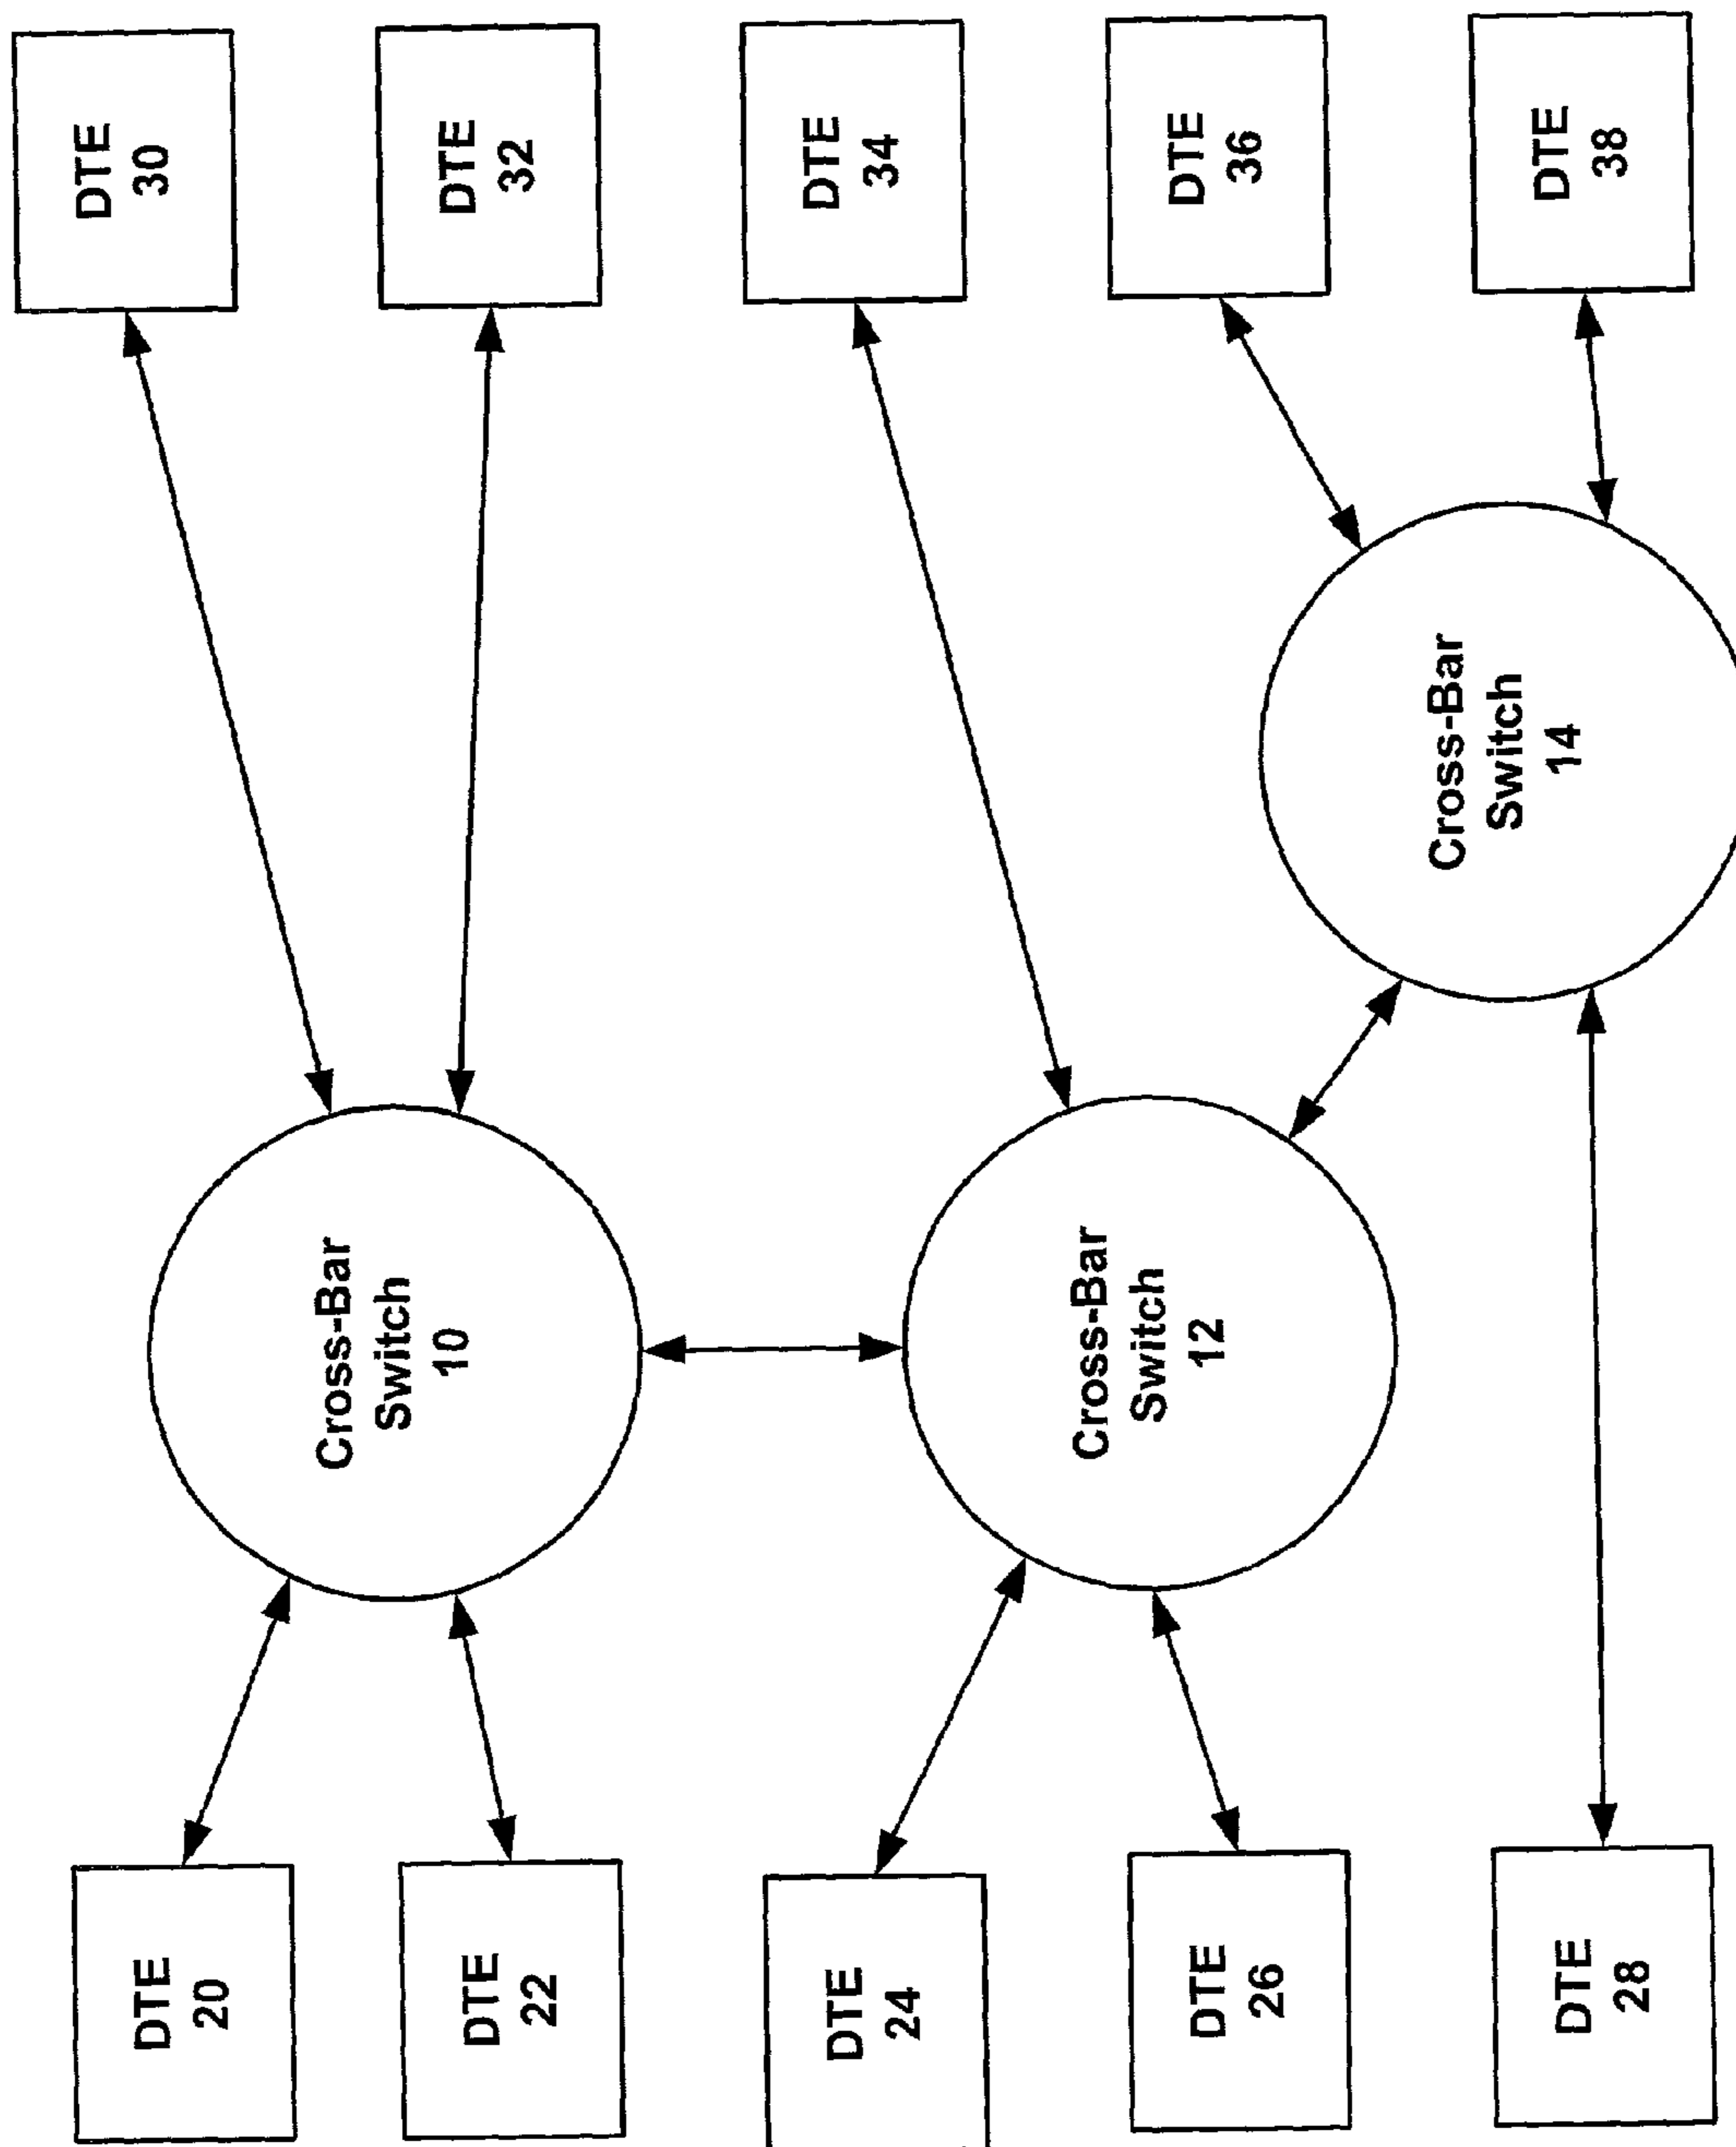 DTE
20
DTE
30
Cross-Bar
Switch
10
DTE
22
DTE
32
DTE
24
DTE
34
Cross-Bar
Switch
12
DTE
26
DTE
36
Cross-Bar
Switch
14
DTE
28
DTE
38